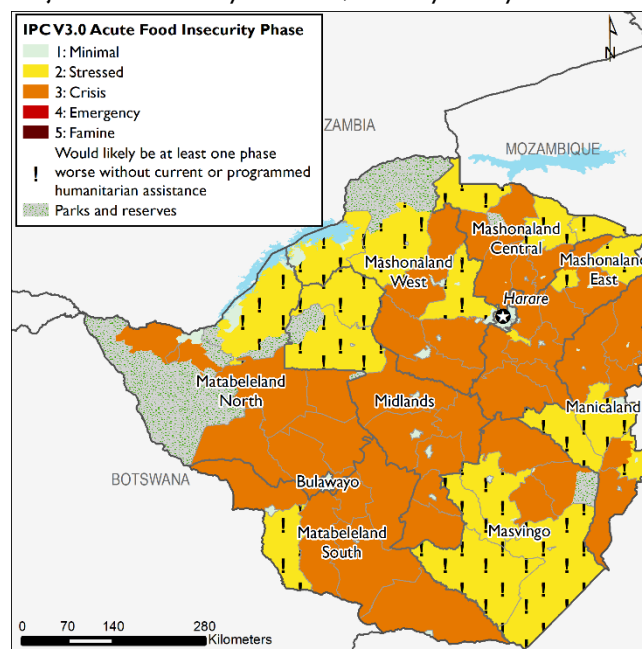 IPC V3.0 Acute Food Insecurity Phase
1: Minimal
2: Stressed
3: Crisis
4: Emergency
5: Famine
Would likely be at least one phase
! worse without current or programmed
humanitarian assistance
Parks and reserves
N
ZAMBIA
MOZAMBIQUE
Mashonaland
Central
Mashonaland
West
Mashonaland
East
Harare
Matabeleland
North
Midlands
Manicaland
BOTSWANA
Bulawayo
Matabeleland
South
Masvingo
0 70 140 280
Kilometers